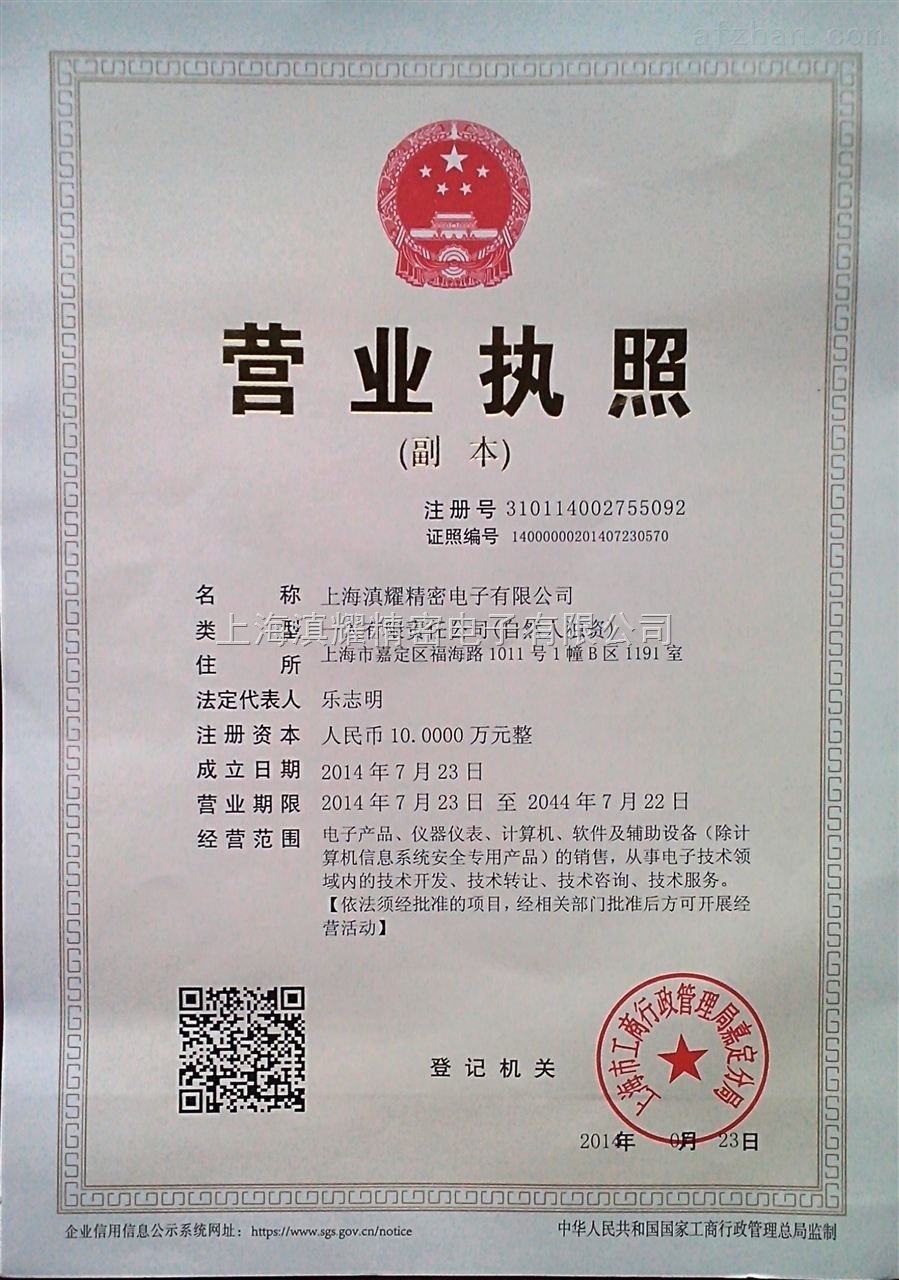 afzhan.com
营业执照
(副 本)
注册号 310114002755092
证照编号 14000000201407230570
名 称 上海滇耀精密电子有限公司
类 型 一人有限责任公司(自然人独资)
上海滇耀精密电子有限公司
住 所 上海市嘉定区福海路 1011 号 1 幢 B 区 1191 室
法定代表人 乐志明
注册资本 人民币 10.0000 万元整
成立日期 2014 年 7 月 23 日
营业期限 2014 年 7 月 23 日 至 2044 年 7 月 22 日
经营范围 电子产品、仪器仪表、计算机、软件及辅助设备（除计
算机信息系统安全专用产品）的销售，从事电子技术领
域内的技术开发、技术转让、技术咨询、技术服务。
【依法须经批准的项目，经相关部门批准后方可开展经
营活动】
上海市工商行政管理局嘉定分局
登记机关
2014年 0月 23日
企业信用信息公示系统网址：https://www.sgs.gov.cn/notice
中华人民共和国国家工商行政管理总局监制